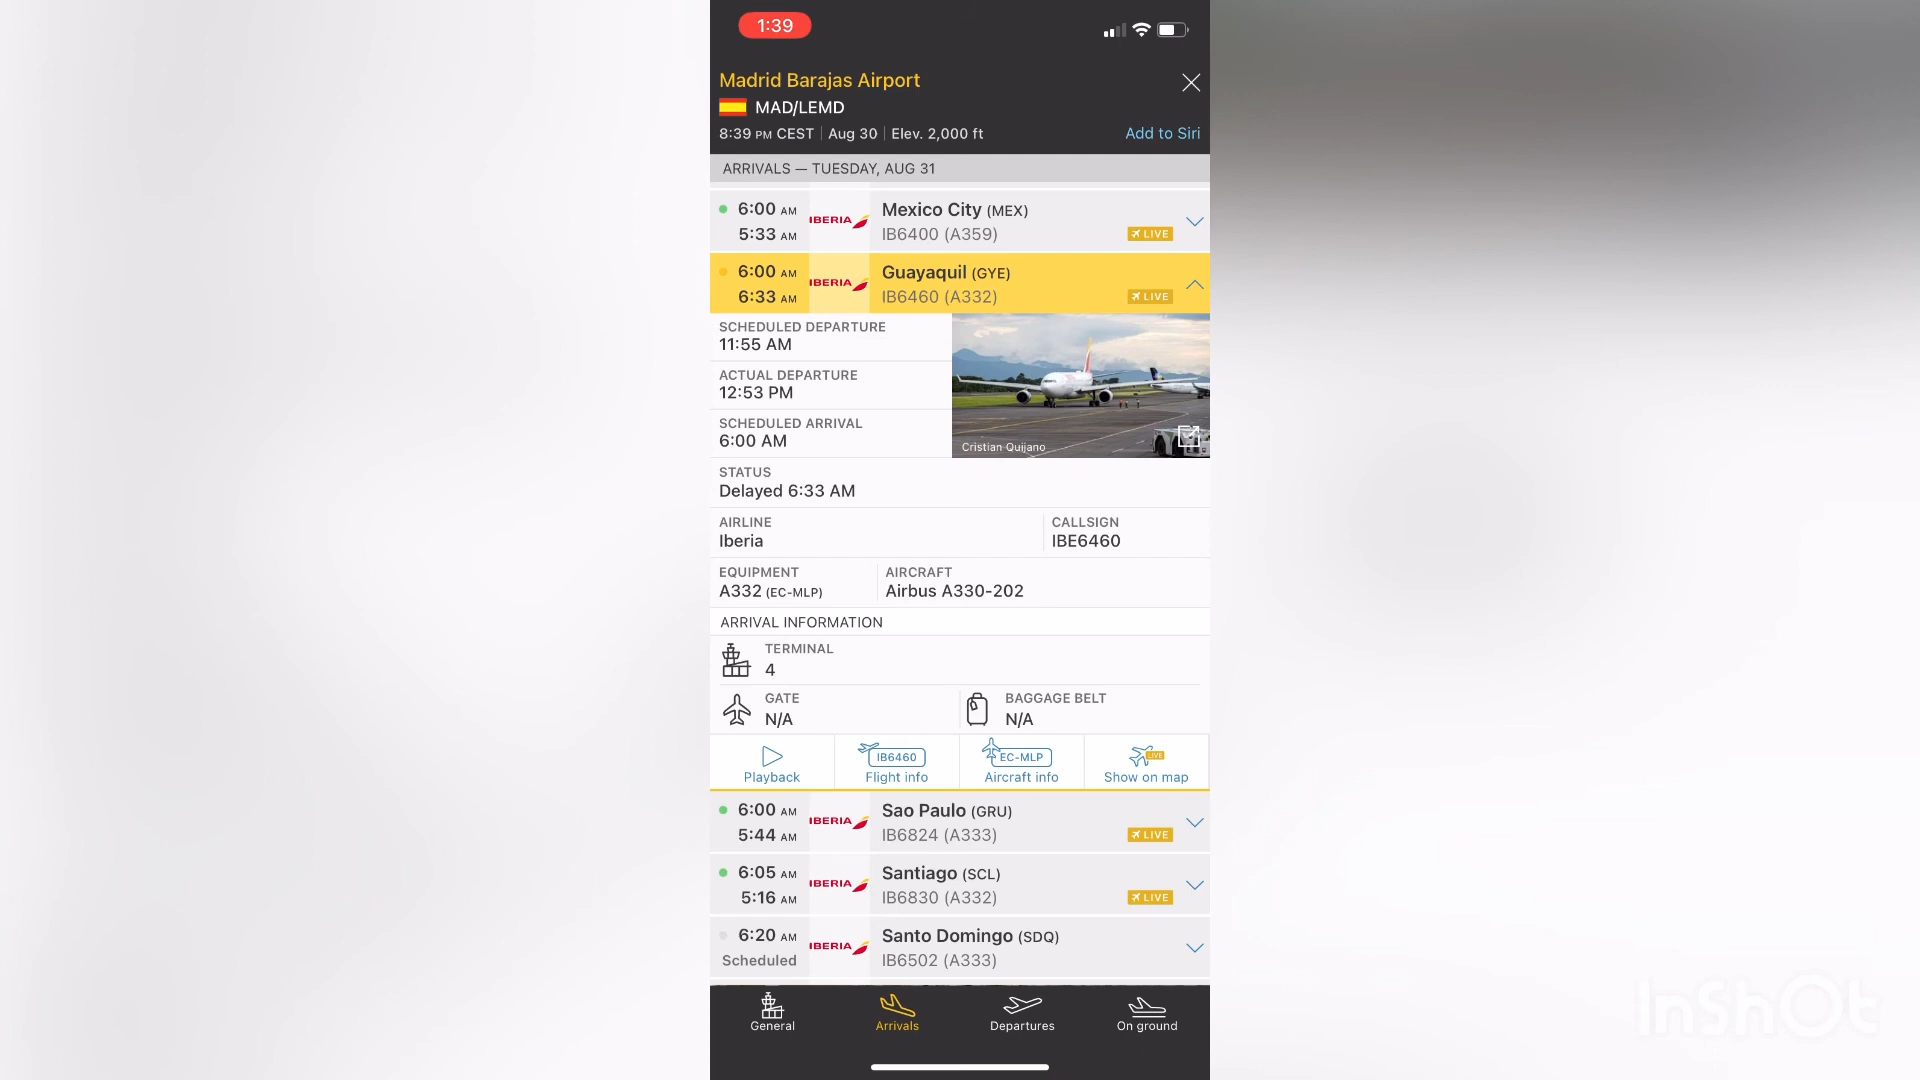 1:39
Madrid Barajas Airport
MAD/LEMD
8:39 PM CEST Aug 30 Elev. 2,000 ft Add to Siri
ARRIVALS — TUESDAY, AUG 31
6:00 AM IBERIA Mexico City (MEX)
5:33 AM IB6400 (A359) LIVE
6:00 AM IBERIA Guayaquil (GYE)
6:33 AM IB6460 (A332) LIVE
SCHEDULED DEPARTURE
11:55 AM
ACTUAL DEPARTURE
12:53 PM
SCHEDULED ARRIVAL
6:00 AM
Cristian Quijano
STATUS
Delayed 6:33 AM
AIRLINE CALLSIGN
Iberia IBE6460
EQUIPMENT AIRCRAFT
A332 (EC-MLP) Airbus A330-202
ARRIVAL INFORMATION
TERMINAL
4
GATE BAGGAGE BELT
N/A N/A
IB6460 EC-MLP LIVE
Playback Flight info Aircraft info Show on map
6:00 AM IBERIA Sao Paulo (GRU)
5:44 AM IB6824 (A333) LIVE
6:05 AM IBERIA Santiago (SCL)
5:16 AM IB6830 (A332) LIVE
6:20 AM IBERIA Santo Domingo (SDQ)
Scheduled IB6502 (A333)
General Arrivals Departures On ground
InShOt